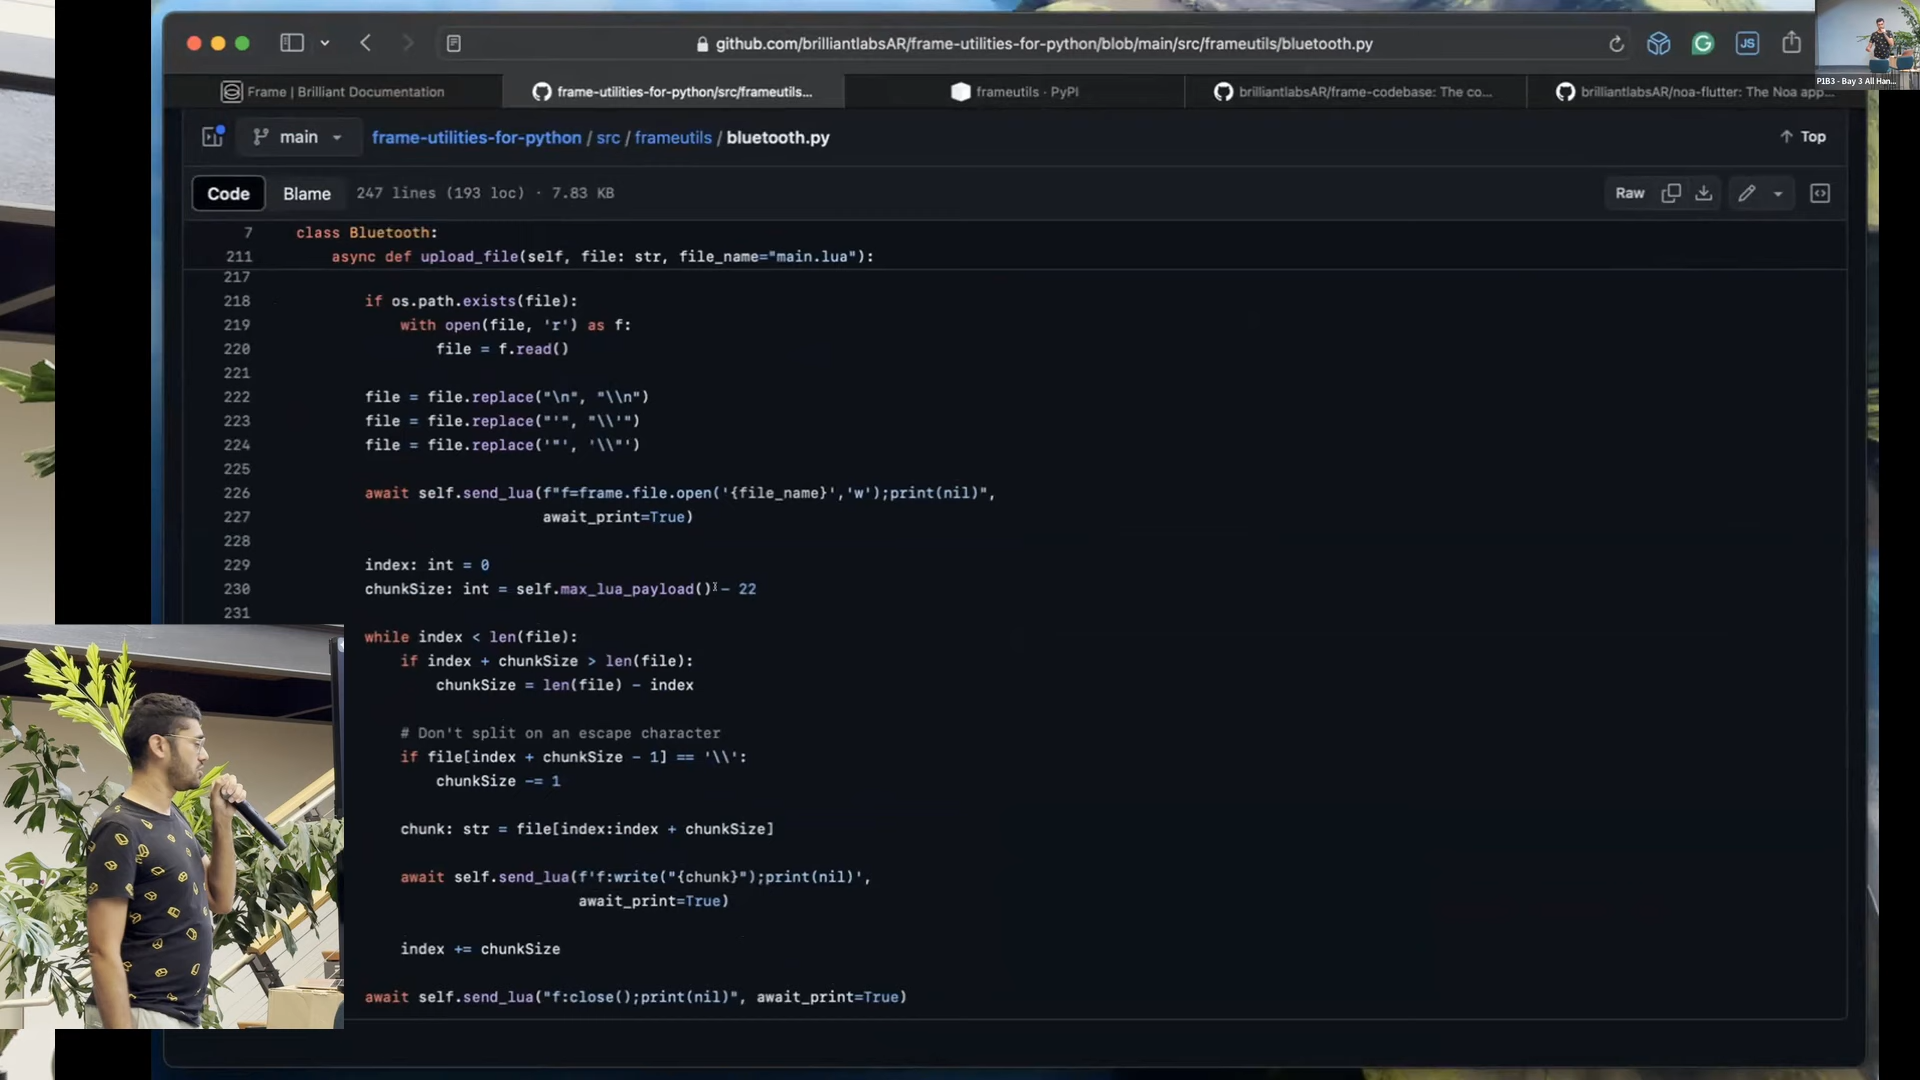 github.com/brilliantlabsAR/frame-utilities-for-python/blob/main/src/frameutils/bluetooth.py
JS
P1B3 - Bay 3 All Han...
Frame | Brilliant Documentation
frame-utilities-for-python/src/frameutils...
frameutils · PyPI
brilliantlabsAR/frame-codebase: The co...
brilliantlabsAR/noa-flutter: The Noa app...
main
frame-utilities-for-python / src / frameutils / bluetooth.py
Top
Code
Blame
247 lines (193 loc) · 7.83 KB
Raw
7 class Bluetooth:
211 async def upload_file(self, file: str, file_name="main.lua"):
217
218 if os.path.exists(file):
219 with open(file, 'r') as f:
220 file = f.read()
221
222 file = file.replace("\n", "\\n")
223 file = file.replace("'", "\\'")
224 file = file.replace('"', '\\"')
225
226 await self.send_lua(f"f=frame.file.open('{file_name}','w');print(nil)",
227 await_print=True)
228
229 index: int = 0
230 chunkSize: int = self.max_lua_payload() - 22
231
while index < len(file):
if index + chunkSize > len(file):
chunkSize = len(file) - index
# Don't split on an escape character
if file[index + chunkSize - 1] == '\\':
chunkSize -= 1
chunk: str = file[index:index + chunkSize]
await self.send_lua(f'f:write("{chunk}");print(nil)',
await_print=True)
index += chunkSize
await self.send_lua("f:close();print(nil)", await_print=True)